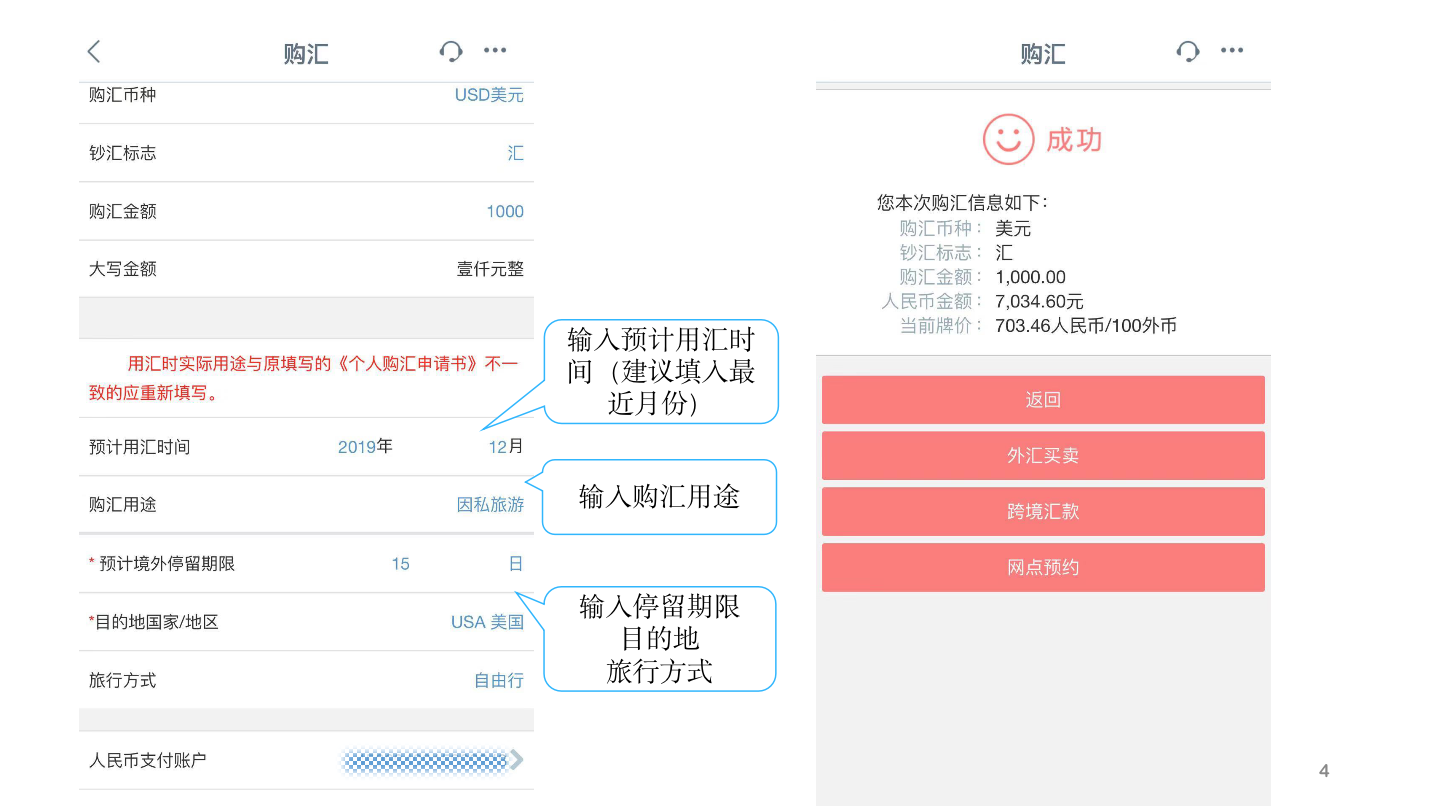 购汇
购汇币种 USD美元
钞汇标志 汇
购汇金额 1000
大写金额 壹仟元整
用汇时实际用途与原填写的《个人购汇申请书》不一
致的应重新填写。
预计用汇时间 2019年 12月
购汇用途 因私旅游
* 预计境外停留期限 15 日
*目的地国家/地区 USA 美国
旅行方式 自由行
人民币支付账户
输入预计用汇时
间（建议填入最
近月份）
输入购汇用途
输入停留期限
目的地
旅行方式
购汇
成功
您本次购汇信息如下：
购汇币种： 美元
钞汇标志： 汇
购汇金额： 1,000.00
人民币金额： 7,034.60元
当前牌价： 703.46人民币/100外币
返回
外汇买卖
跨境汇款
网点预约
4